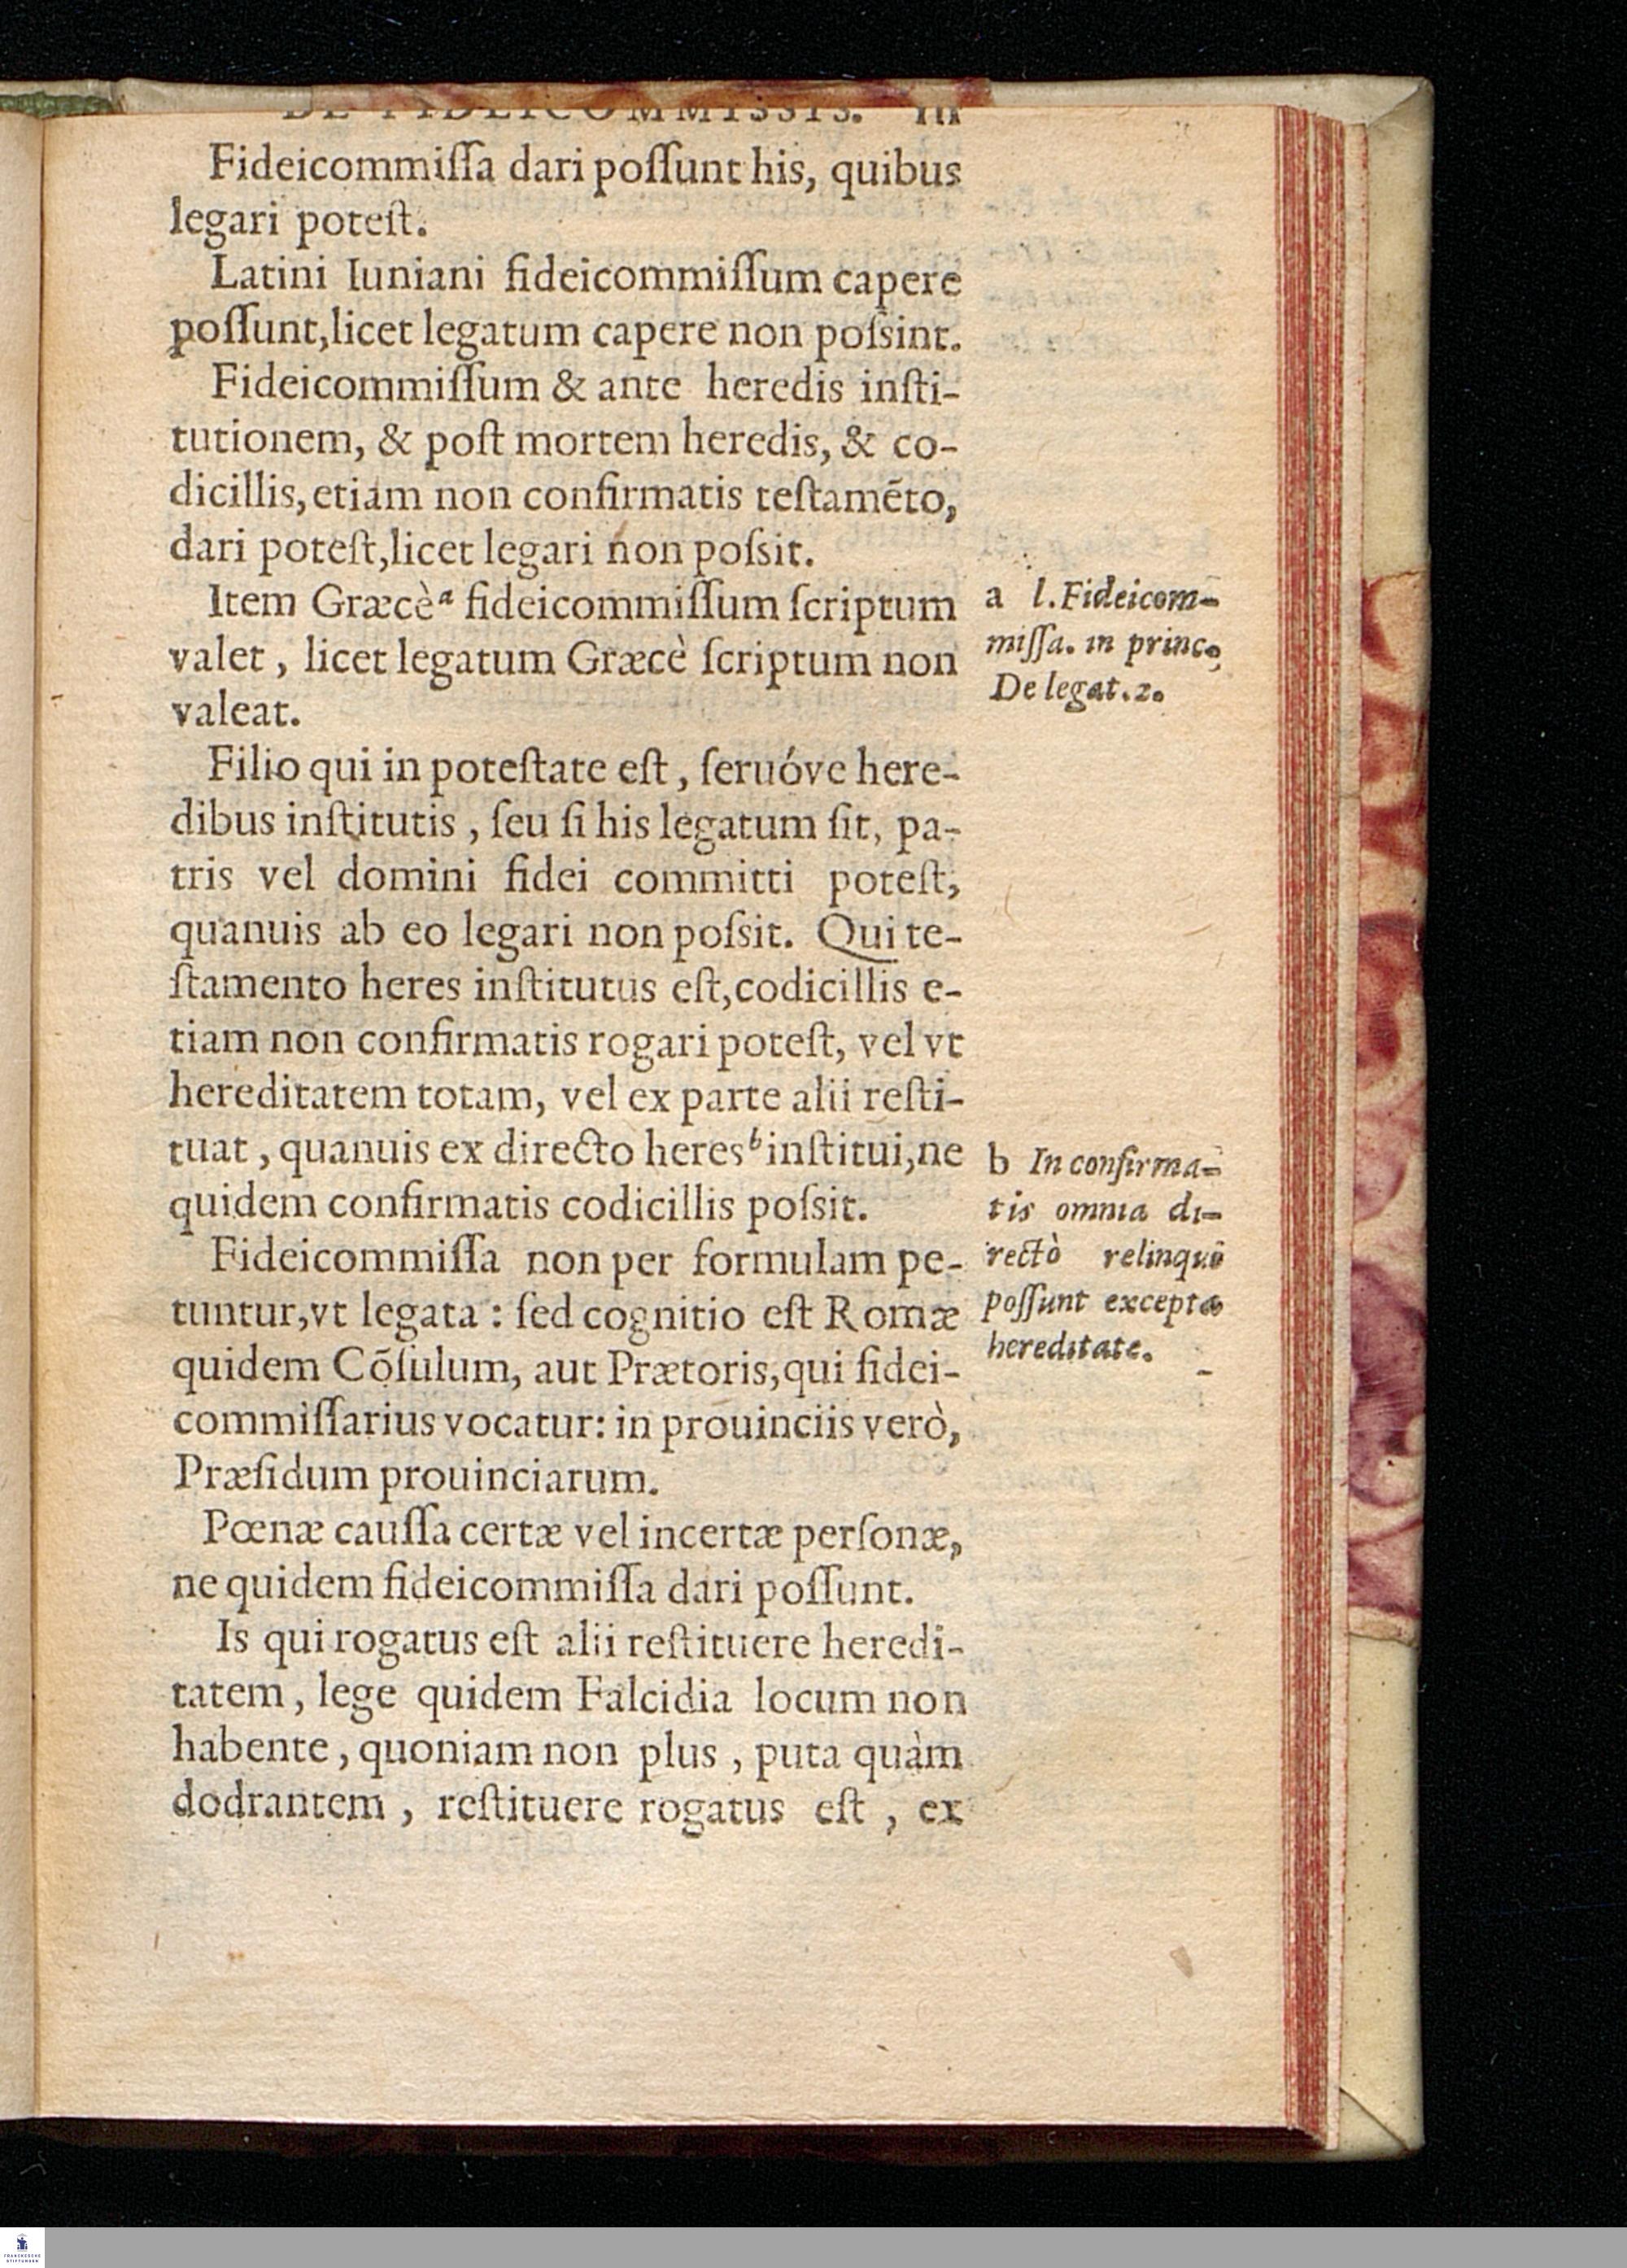 DE FIDEICOMMISSIS. 111
Fideicommiſſa dari poſſunt his, quibus
legari poteſt.
Latini Iuniani fideicommiſſum capere
poſſunt,licet legatum capere non poſsint.
Fideicommiſſum & ante heredis inſti-
tutionem, & poſt mortem heredis, & co-
dicillis, etiam non confirmatis teſtamẽto,
dari poteſt,licet legari non poſsit.
Item Græcè a fideicommiſſum ſcriptum
valet, licet legatum Græcè ſcriptum non
valeat.
Filio qui in poteſtate eſt, ſeruóve here-
dibus inſtitutis, ſeu ſi his legatum ſit, pa-
tris vel domini fidei committi poteſt,
quanuis ab eo legari non poſsit. Qui te-
ſtamento heres inſtitutus eſt,codicillis e-
tiam non confirmatis rogari poteſt, vel vt
hereditatem totam, vel ex parte alii reſti-
tuat, quanuis ex directo heres b inſtitui,ne
quidem confirmatis codicillis poſsit.
Fideicommiſſa non per formulam pe-
tuntur,vt legata: ſed cognitio eſt Romæ
quidem Cõſulum, aut Prætoris,qui fidei-
commiſſarius vocatur: in prouinciis verò,
Præſidum prouinciarum.
Pœnæ cauſſa certæ vel incertæ perſonæ,
ne quidem fideicommiſſa dari poſſunt.
Is qui rogatus eſt alii reſtituere heredi-
tatem, lege quidem Falcidia locum non
habente, quoniam non plus, puta quàm
dodrantem, reſtituere rogatus eſt, ex
a l. Fideicom-
miſſa. in princ.
De legat. 2.
b In confirma-
tis omnia di-
rectò relinqui
poſſunt excepta
hereditate.
FRANCKESCHE
STIFTUNGEN